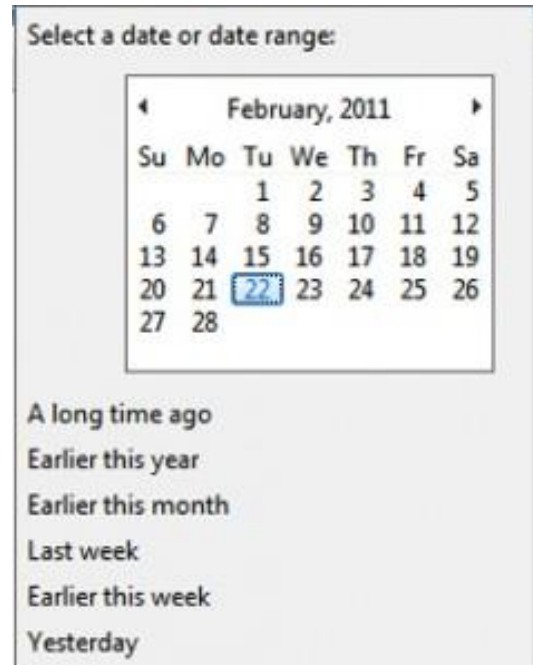 Select a date or date range:
February, 2011
Su Mo Tu We Th Fr Sa
1 2 3 4 5
6 7 8 9 10 11 12
13 14 15 16 17 18 19
20 21 22 23 24 25 26
27 28
A long time ago
Earlier this year
Earlier this month
Last week
Earlier this week
Yesterday